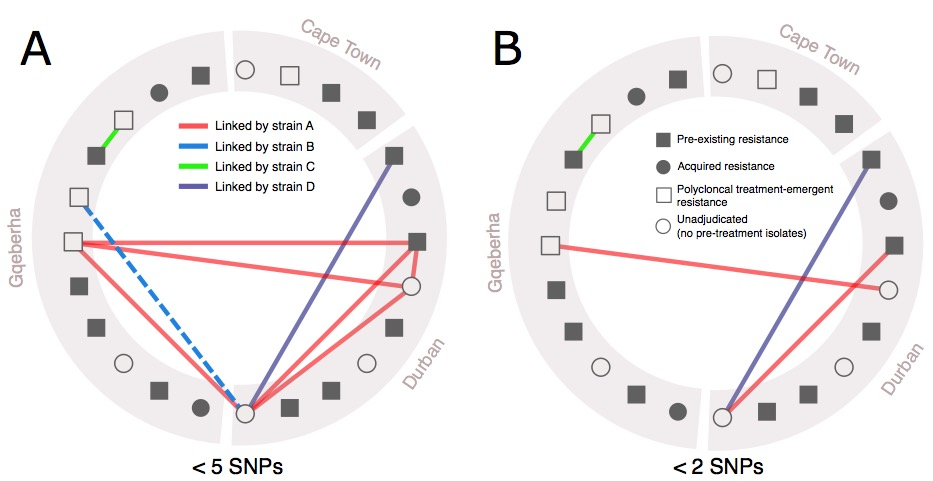 A
Cape Town
Linked by strain A
Linked by strain B
Linked by strain C
Linked by strain D
Gqeberha
Durban
< 5 SNPs
B
Cape Town
Pre-existing resistance
Acquired resistance
Polycloncal treatment-emergent
resistance
Unadjudicated
(no pre-treatment isolates)
Gqeberha
Durban
< 2 SNPs